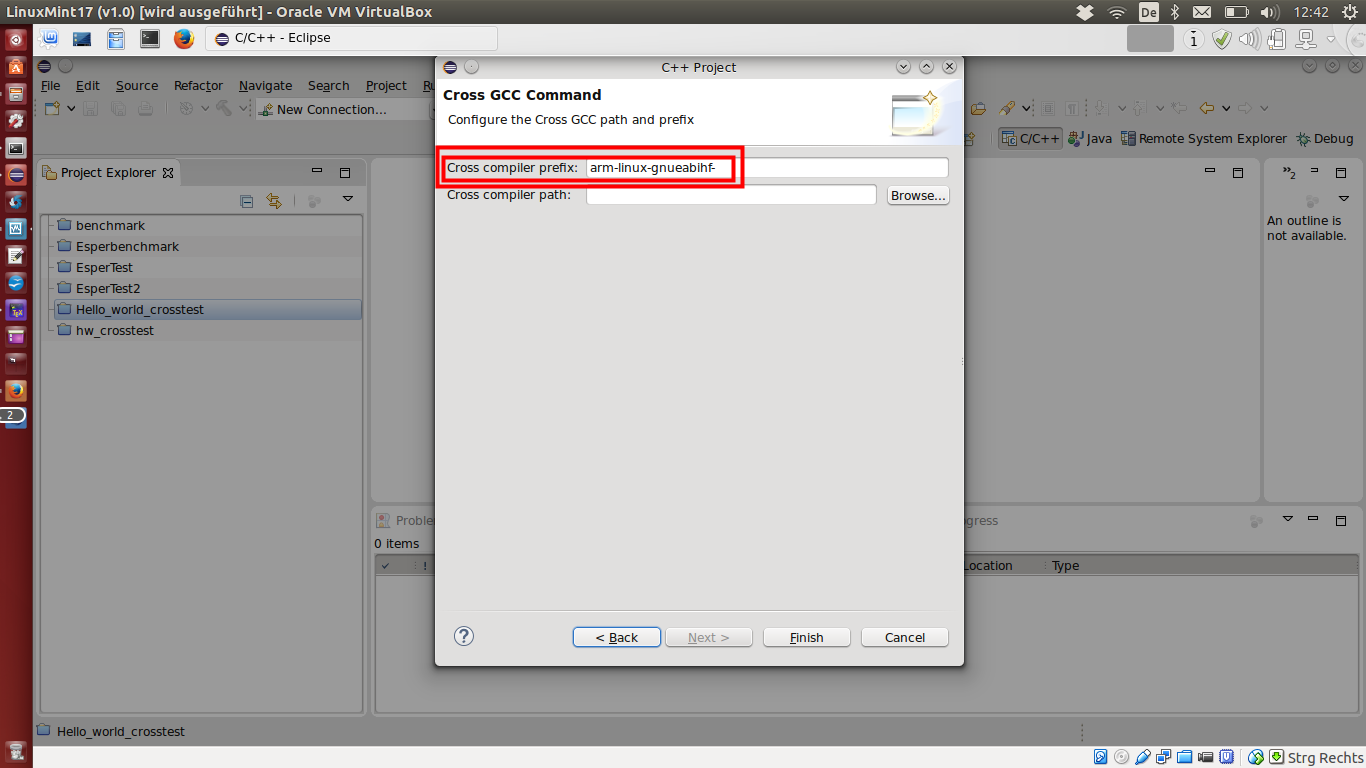 LinuxMint17 (v1.0) [wird ausgeführt] - Oracle VM VirtualBox
De
12:42
C/C++ - Eclipse
File Edit Source Refactor Navigate Search Project
New Connection...
C/C++ Java Remote System Explorer Debug
Project Explorer
benchmark
Esperbenchmark
EsperTest
EsperTest2
Hello_world_crosstest
hw_crosstest
C++ Project
Cross GCC Command
Configure the Cross GCC path and prefix
Cross compiler prefix: arm-linux-gnueabihf-
Cross compiler path:
Browse...
»2
An outline is
not available.
0 items
! Location Type
? < Back Next > Finish Cancel
Hello_world_crosstest
2
Strg Rechts